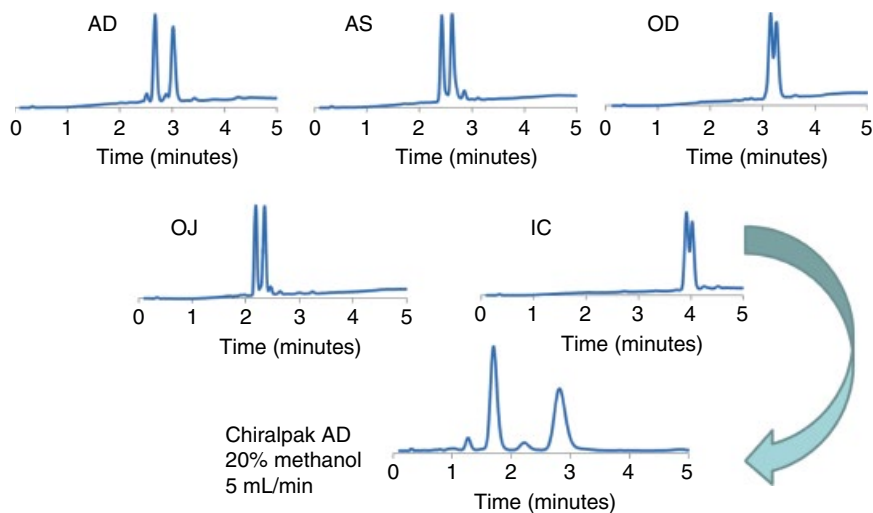 AD
0 1 2 3 4 5
Time (minutes)
AS
0 1 2 3 4 5
Time (minutes)
OD
0 1 2 3 4 5
Time (minutes)
OJ
0 1 2 3 4 5
Time (minutes)
IC
0 1 2 3 4 5
Time (minutes)
Chiralpak AD
20% methanol
5 mL/min
0 1 2 3 4 5
Time (minutes)